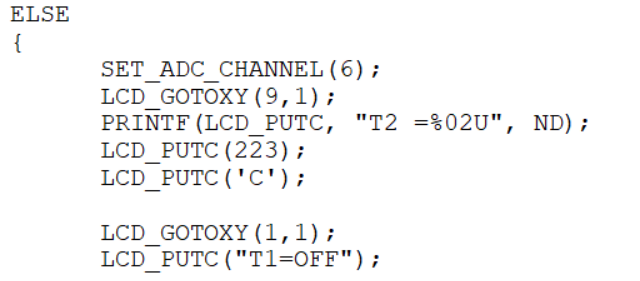 ELSE
{
SET_ADC_CHANNEL(6);
LCD_GOTOXY(9,1);
PRINTF(LCD_PUTC, "T2 =%02U", ND);
LCD_PUTC(223);
LCD_PUTC('C');
LCD_GOTOXY(1,1);
LCD_PUTC("T1=OFF");